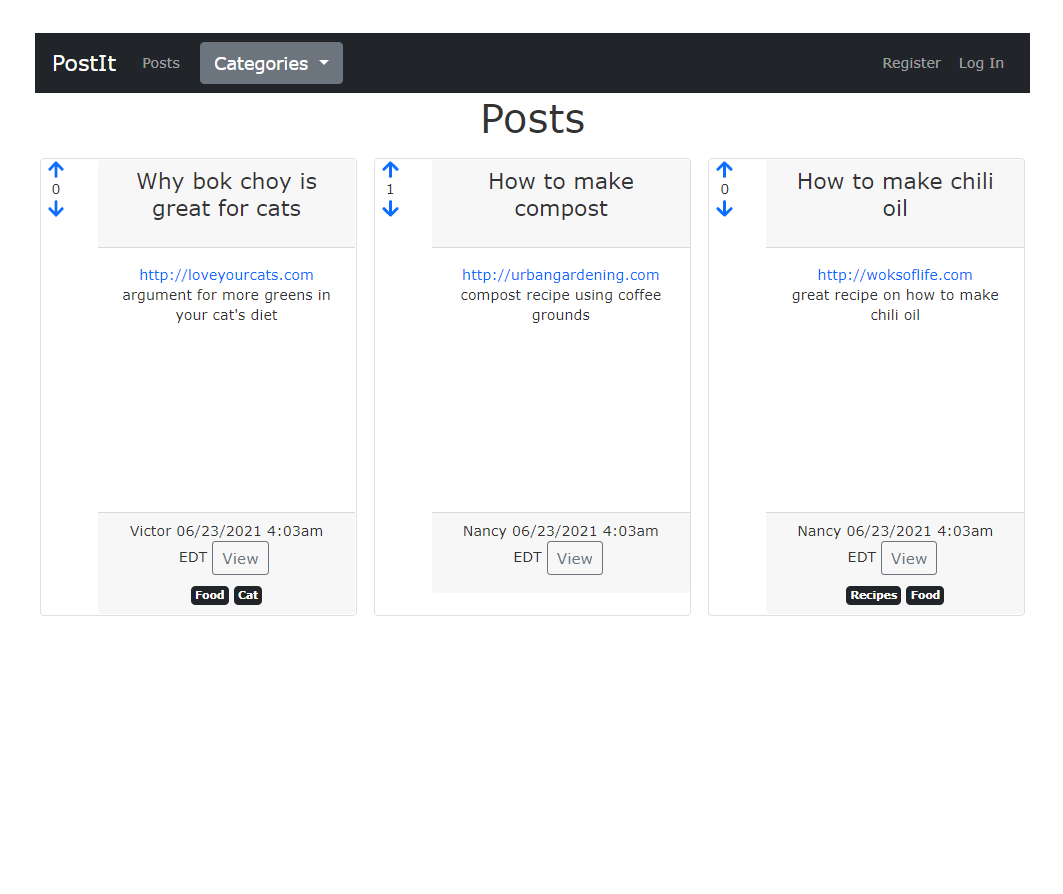 PostIt Posts Categories Register Log In
Posts
0
Why bok choy is
great for cats
http://loveyourcats.com
argument for more greens in
your cat's diet
Victor 06/23/2021 4:03am
EDT View
Food Cat
1
How to make
compost
http://urbangardening.com
compost recipe using coffee
grounds
Nancy 06/23/2021 4:03am
EDT View
0
How to make chili
oil
http://woksoflife.com
great recipe on how to make
chili oil
Nancy 06/23/2021 4:03am
EDT View
Recipes Food